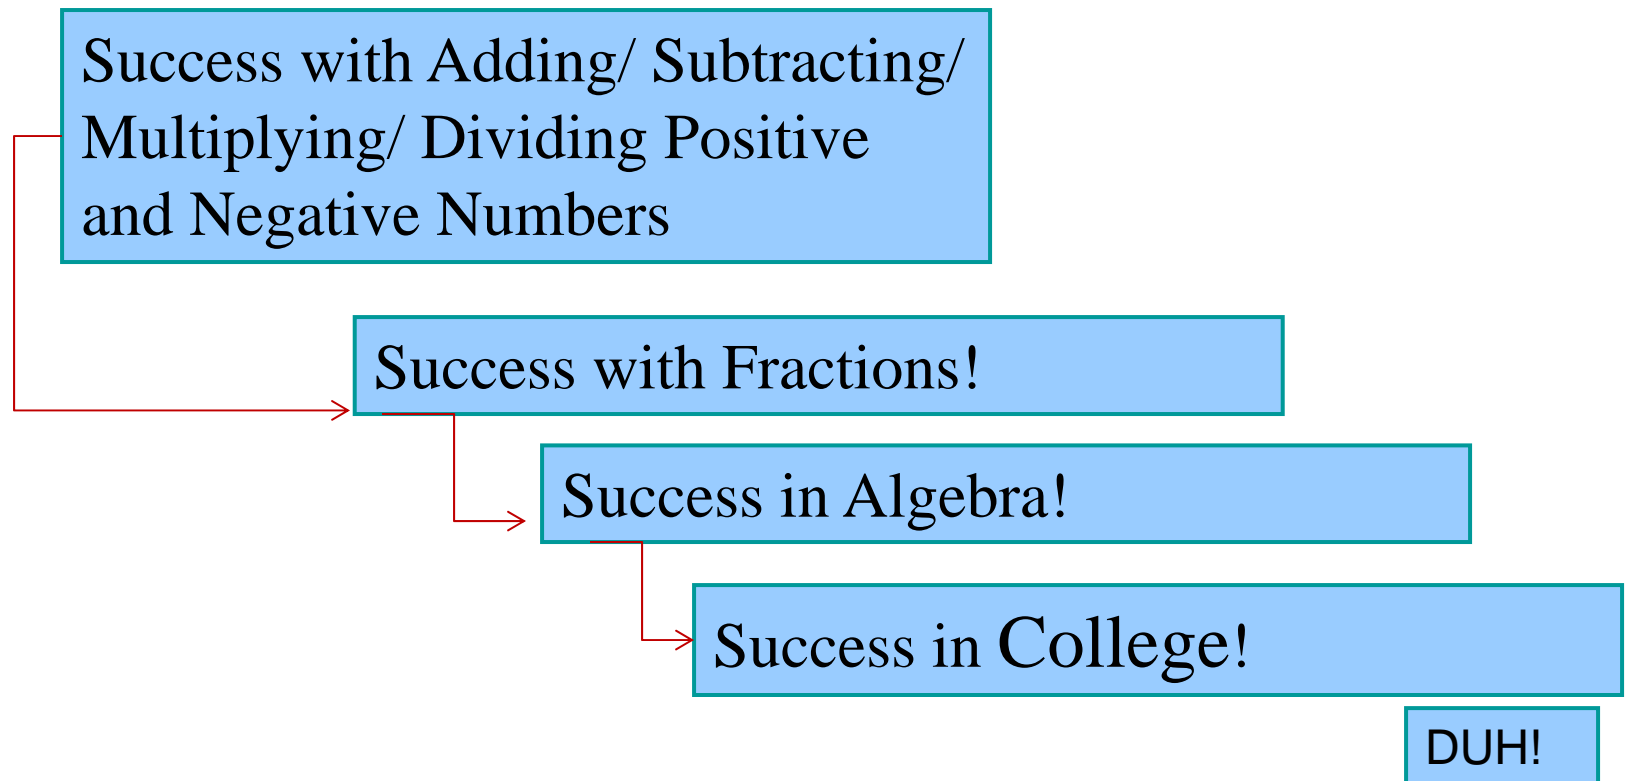 Success with Adding/ Subtracting/
Multiplying/ Dividing Positive
and Negative Numbers
Success with Fractions!
Success in Algebra!
Success in College!
DUH!